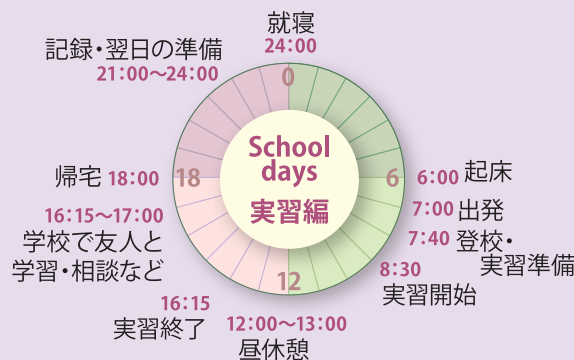 就寝
24:00
記録・翌日の準備
21:00～24:00
0
School
days
実習編
6
12
18
6:00 起床
7:00 出発
7:40 登校・
実習準備
8:30
実習開始
12:00～13:00
昼休憩
16:15
実習終了
16:15～17:00
学校で友人と
学習・相談など
帰宅 18:00